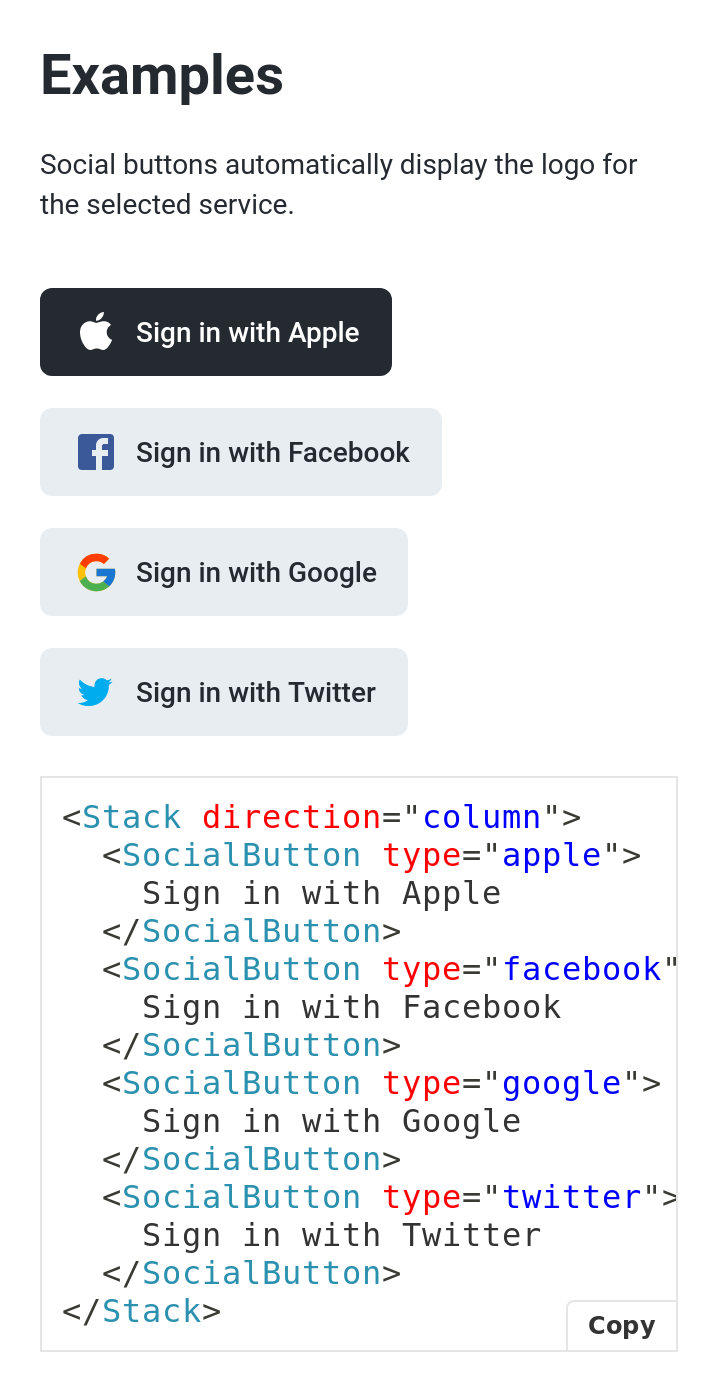 Examples
Social buttons automatically display the logo for
the selected service.
Sign in with Apple
Sign in with Facebook
Sign in with Google
Sign in with Twitter
<Stack direction="column">
  <SocialButton type="apple">
    Sign in with Apple
  </SocialButton>
  <SocialButton type="facebook"
    Sign in with Facebook
  </SocialButton>
  <SocialButton type="google">
    Sign in with Google
  </SocialButton>
  <SocialButton type="twitter">
    Sign in with Twitter
  </SocialButton>
</Stack>
Copy